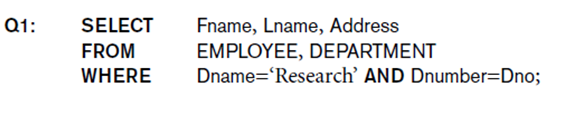 Q1: SELECT Fname, Lname, Address
FROM EMPLOYEE, DEPARTMENT
WHERE Dname=‘Research’ AND Dnumber=Dno;